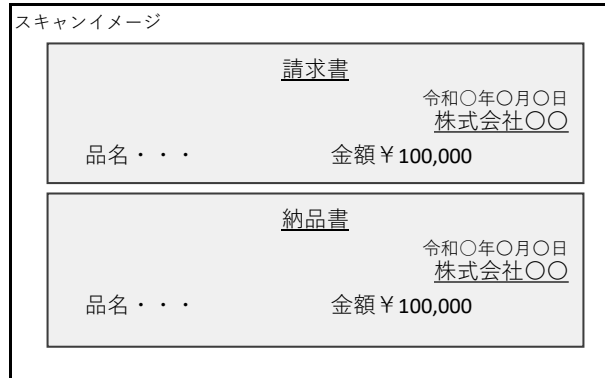 スキャンイメージ
請求書
令和○年○月○日
株式会社○○
品名・・・ 金額￥100,000
納品書
令和○年○月○日
株式会社○○
品名・・・ 金額￥100,000